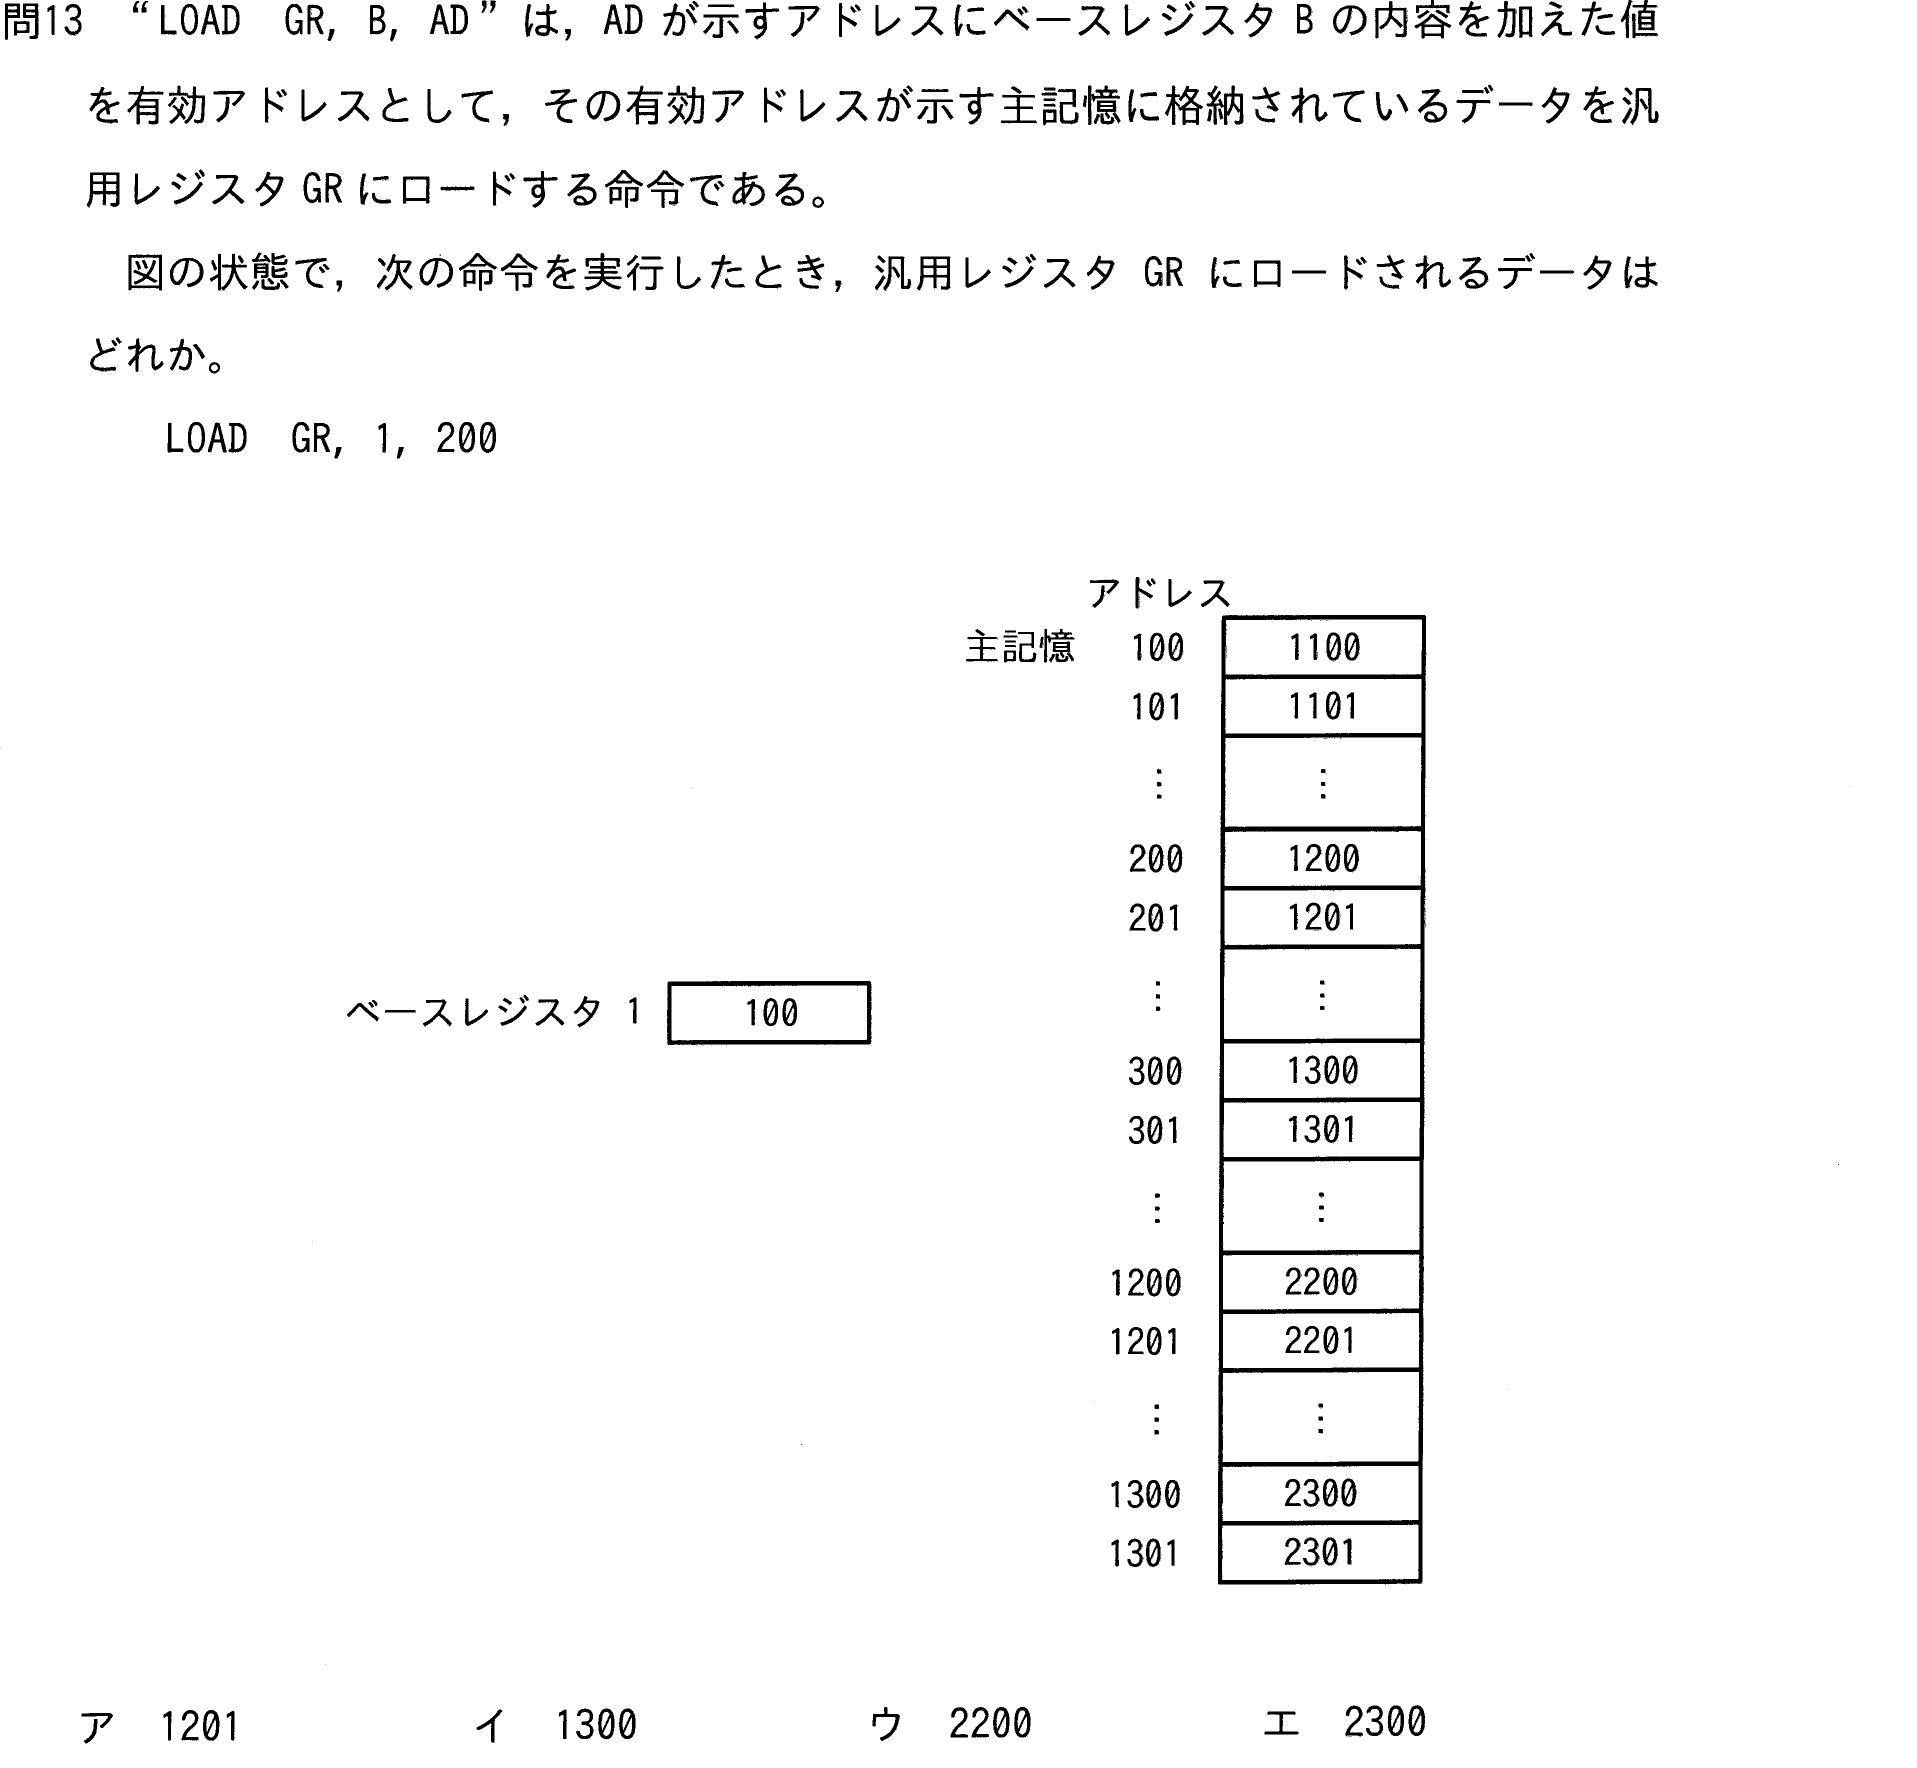 問13 “LOAD GR, B, AD”は，AD が示すアドレスにベースレジスタ B の内容を加えた値
を有効アドレスとして，その有効アドレスが示す主記憶に格納されているデータを汎
用レジスタ GR にロードする命令である。
図の状態で，次の命令を実行したとき，汎用レジスタ GR にロードされるデータは
どれか。
LOAD GR, 1, 200
アドレス
主記憶 100 1100
101 1101
⋮ ⋮
200 1200
201 1201
⋮ ⋮
ベースレジスタ 1 100
300 1300
301 1301
⋮ ⋮
1200 2200
1201 2201
⋮ ⋮
1300 2300
1301 2301
ア 1201 イ 1300 ウ 2200 エ 2300